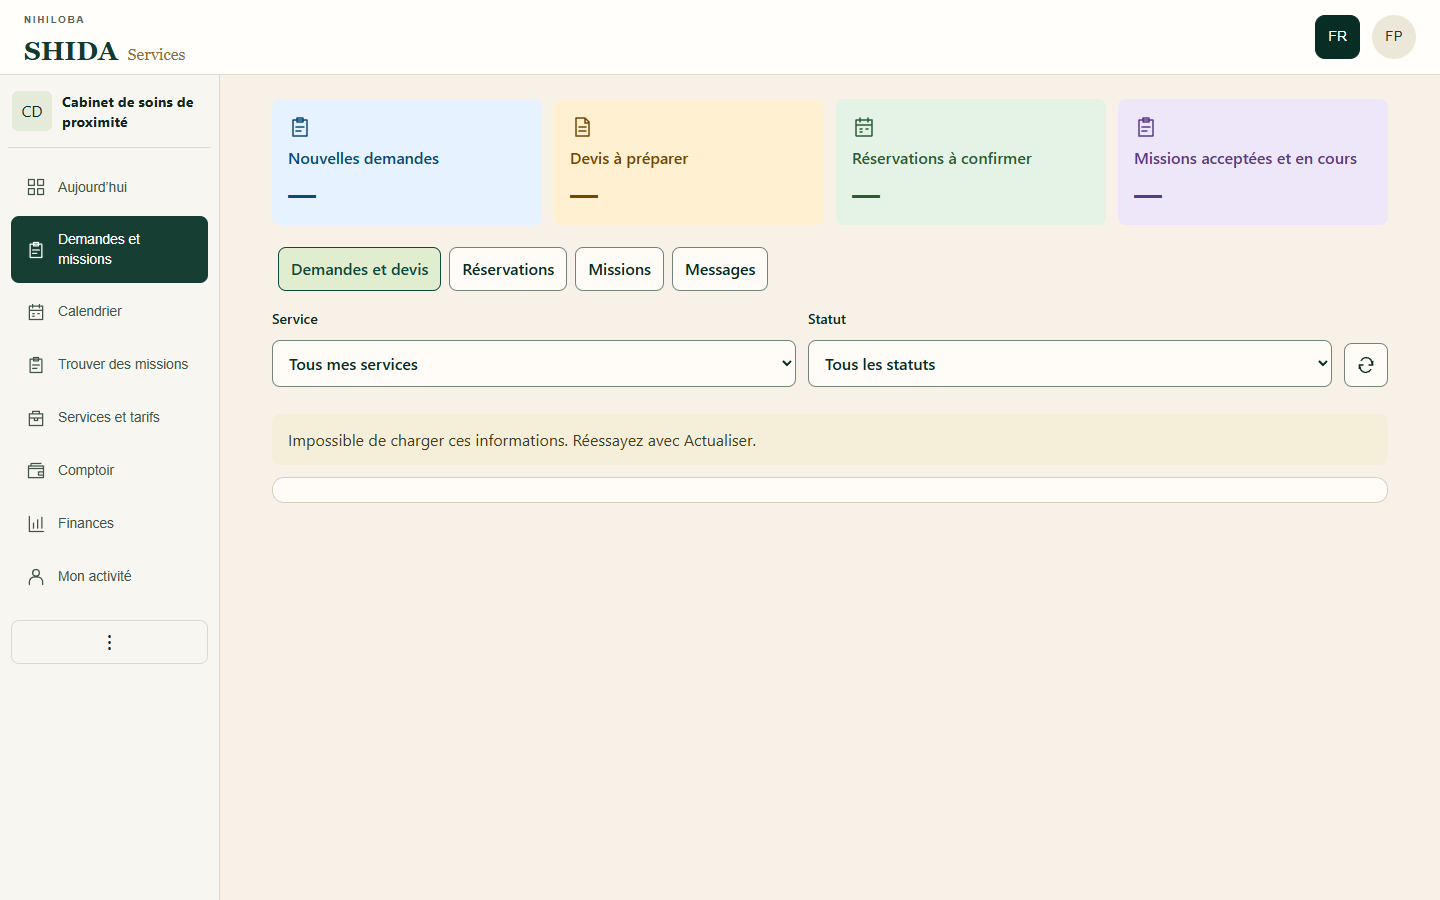 NIHILOBA
SHIDA Services
FR
FP
CD
Cabinet de soins de
proximité
Aujourd'hui
Demandes et
missions
Calendrier
Trouver des missions
Services et tarifs
Comptoir
Finances
Mon activité
Nouvelles demandes
—
Devis à préparer
—
Réservations à confirmer
—
Missions acceptées et en cours
—
Demandes et devis
Réservations
Missions
Messages
Service
Statut
Tous mes services
Tous les statuts
Impossible de charger ces informations. Réessayez avec Actualiser.